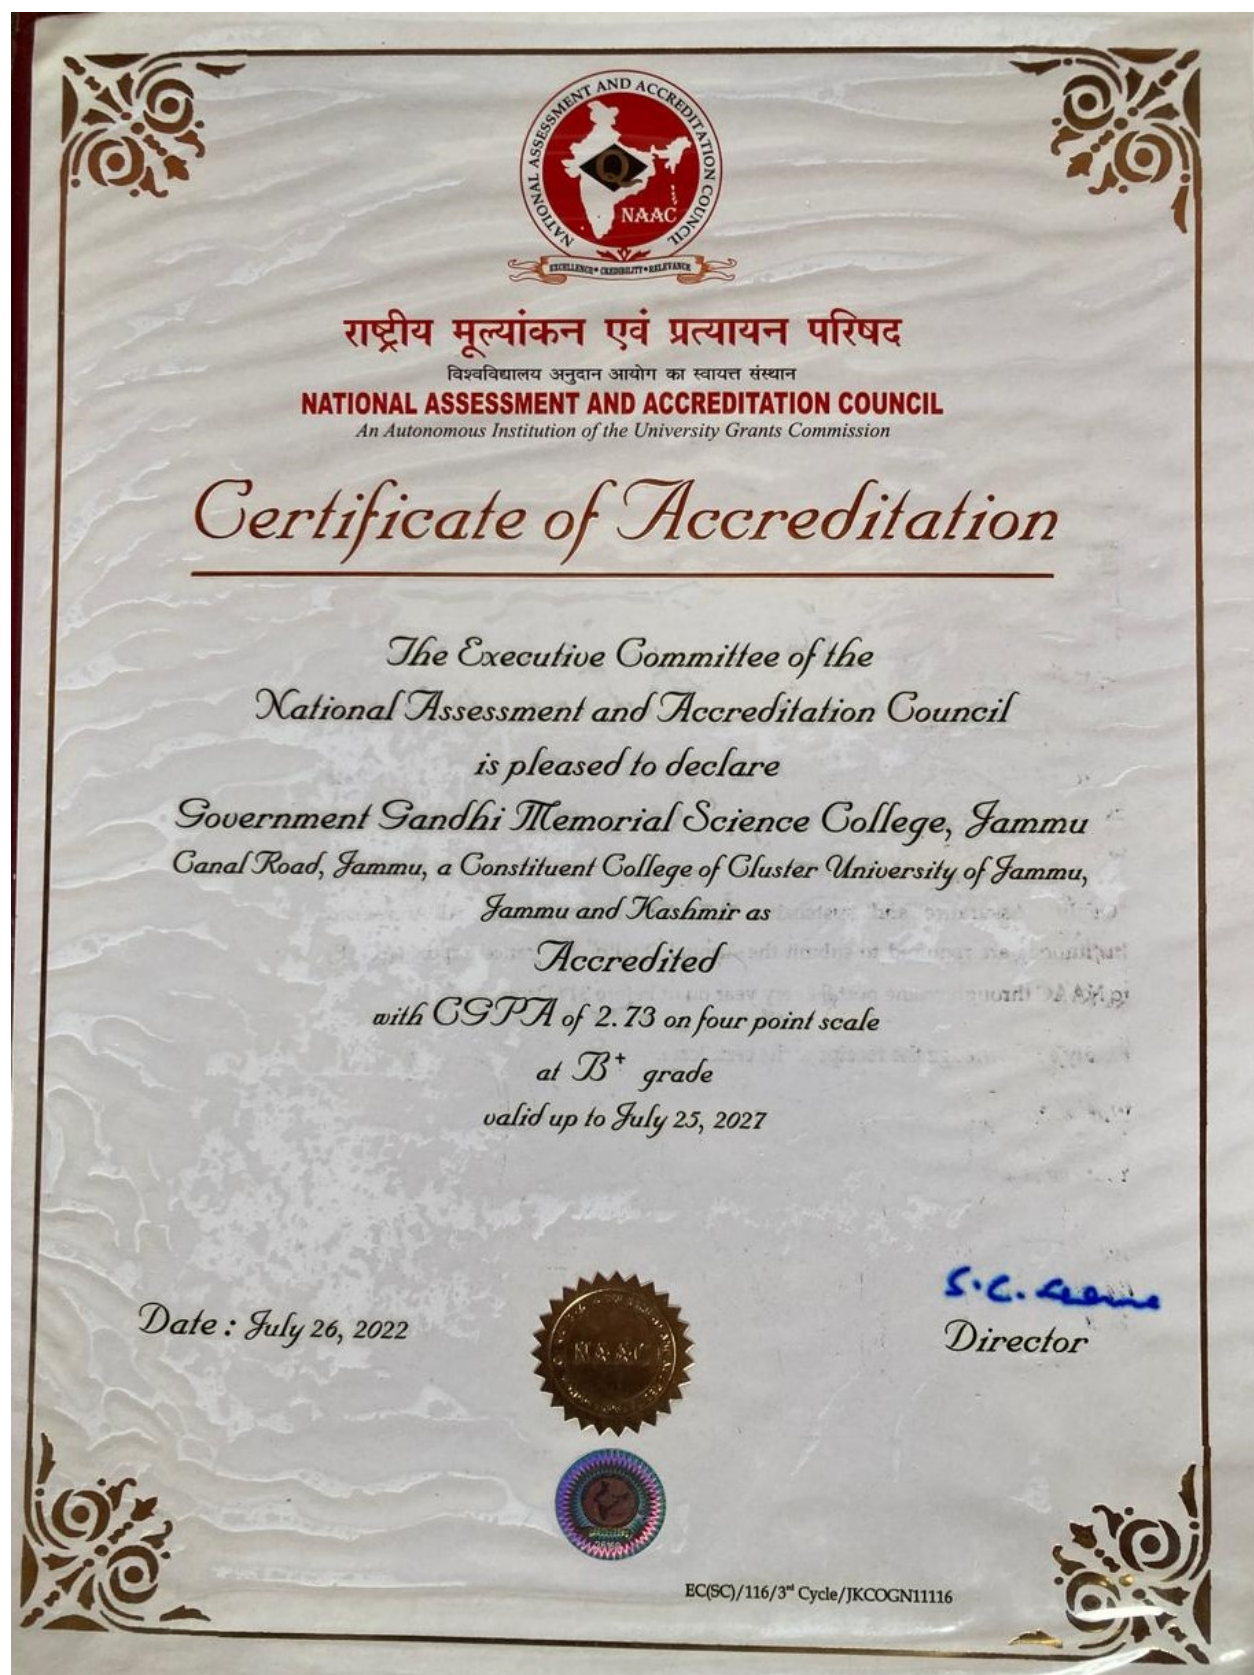 NATIONAL ASSESSMENT AND ACCREDITATION COUNCIL
Q
NAAC
EXCELLENCE • CREDIBILITY • RELEVANCE
राष्ट्रीय मूल्यांकन एवं प्रत्यायन परिषद
विश्वविद्यालय अनुदान आयोग का स्वायत्त संस्थान
NATIONAL ASSESSMENT AND ACCREDITATION COUNCIL
An Autonomous Institution of the University Grants Commission
Certificate of Accreditation
The Executive Committee of the
National Assessment and Accreditation Council
is pleased to declare
Government Gandhi Memorial Science College, Jammu
Canal Road, Jammu, a Constituent College of Cluster University of Jammu,
Jammu and Kashmir as
Accredited
with CGPA of 2.73 on four point scale
at B⁺ grade
valid up to July 25, 2027
S.C.
Date : July 26, 2022
Director
NAAC
EC(SC)/116/3ʳᵈ Cycle/JKCOGN11116